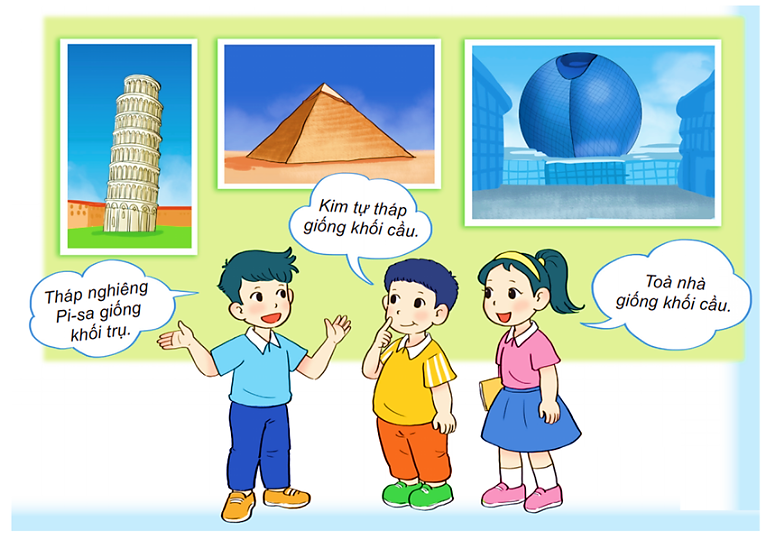 Kim tự tháp
giống khối cầu.
Tháp nghiêng
Pi-sa giống
khối trụ.
Toà nhà
giống khối cầu.